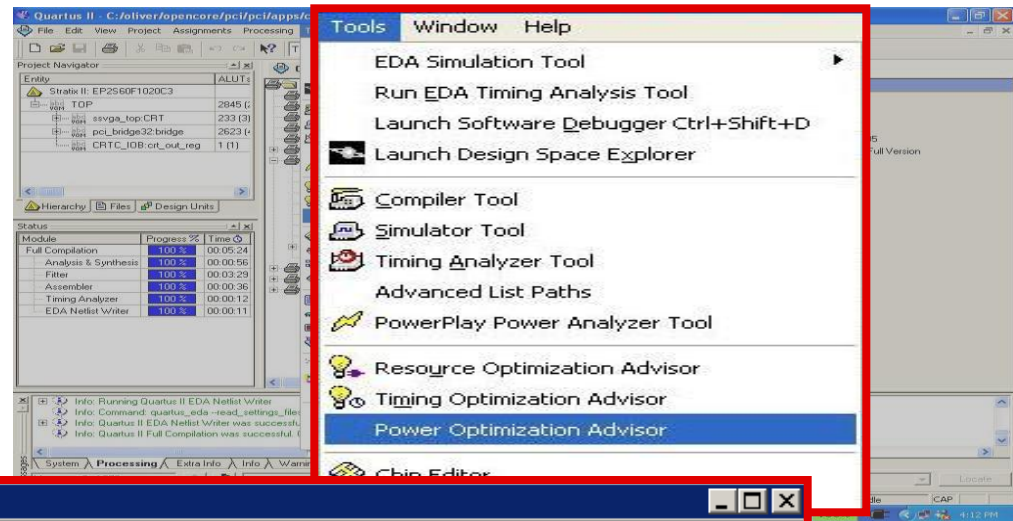 Quartus II - C:/oliver/opencore/pci/pci/apps/c
File Edit View Project Assignments Processing
Project Navigator
Entity ALUTs
Stratix II: EP2S60F1020C3
TOP 2845 (2
ssvga_top:CRT 233 (3)
pci_bridge32:bridge 2623 (4
CRTC_IOB:crt_out_reg 1 (1)
Hierarchy Files Design Units
Status
Module Progress % Time
Full Compilation 100 % 00:05:24
Analysis & Synthesis 100 % 00:00:56
Fitter 100 % 00:03:29
Assembler 100 % 00:00:36
Timing Analyzer 100 % 00:00:12
EDA Netlist Writer 100 % 00:00:11
Info: Running Quartus II EDA Netlist Writer
Info: Command: quartus_eda --read_settings_files
Info: Quartus II EDA Netlist Writer was successful
Info: Quartus II Full Compilation was successful.
System Processing Extra Info Info Warnin
Tools Window Help
EDA Simulation Tool
Run EDA Timing Analysis Tool
Launch Software Debugger Ctrl+Shift+D
Launch Design Space Explorer
Compiler Tool
Simulator Tool
Timing Analyzer Tool
Advanced List Paths
PowerPlay Power Analyzer Tool
Resource Optimization Advisor
Timing Optimization Advisor
Power Optimization Advisor
Chip Editor
Full Version
Locate
CAP
4:12 PM